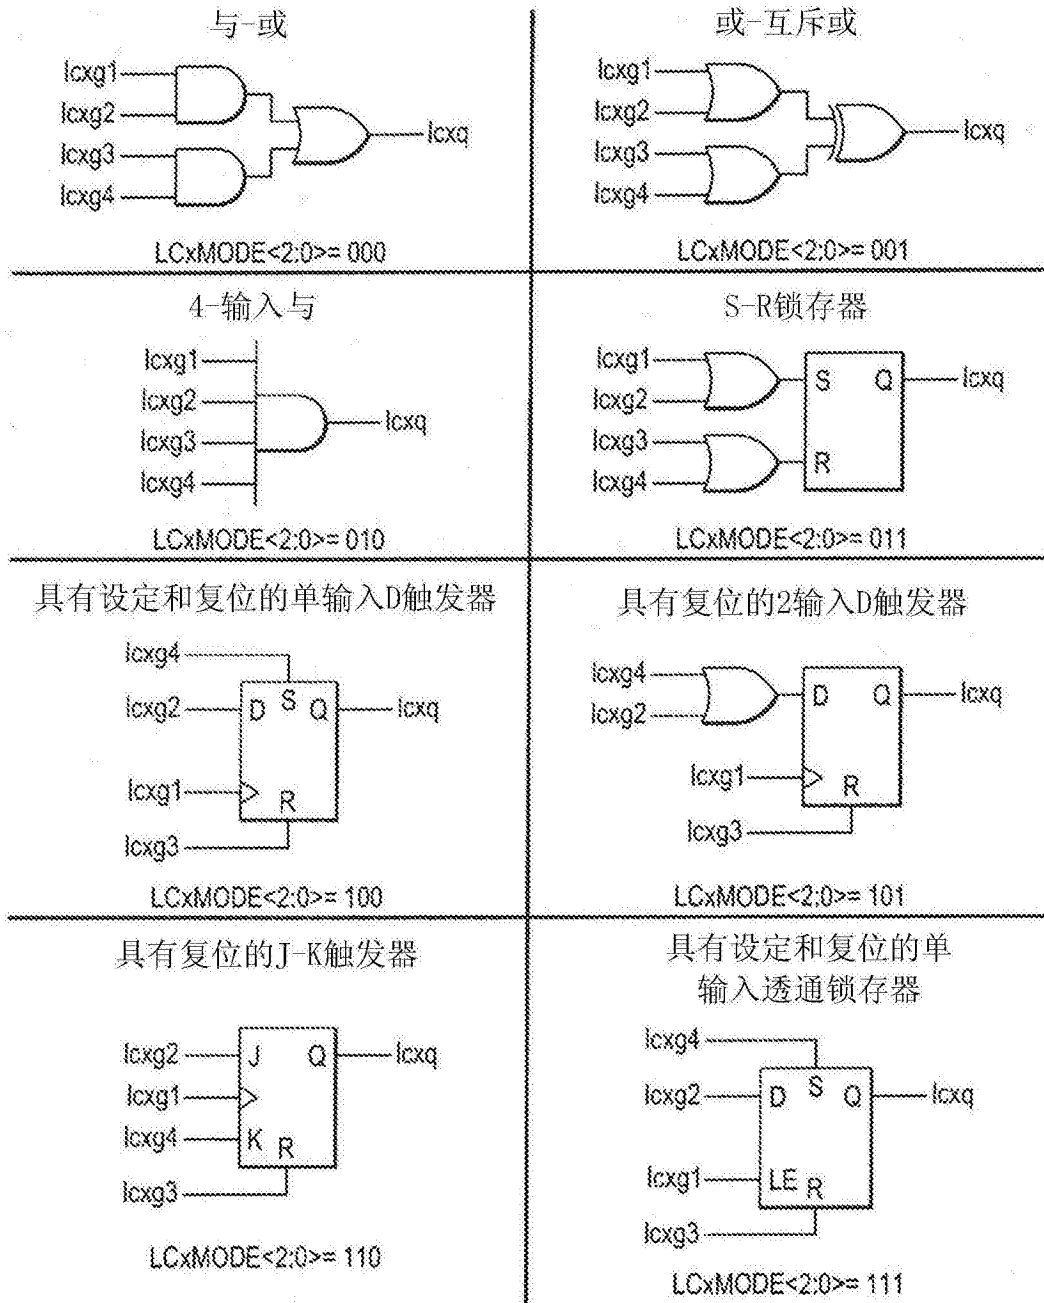 与-或
lcxg1
lcxg2
lcxg3
lcxg4
lcxq
LCxMODE<2:0>= 000
或-互斥或
lcxg1
lcxg2
lcxg3
lcxg4
lcxq
LCxMODE<2:0>= 001
4-输入与
lcxg1
lcxg2
lcxg3
lcxg4
lcxq
LCxMODE<2:0>= 010
S-R锁存器
lcxg1
lcxg2
lcxg3
lcxg4
S Q
R
lcxq
LCxMODE<2:0>= 011
具有设定和复位的单输入D触发器
lcxg4
lcxg2
D S Q
lcxq
lcxg1
R
lcxg3
LCxMODE<2:0>= 100
具有复位的2输入D触发器
lcxg4
lcxg2
D Q
lcxq
lcxg1
R
lcxg3
LCxMODE<2:0>= 101
具有复位的J-K触发器
lcxg2
J Q
lcxq
lcxg1
lcxg4
K R
lcxg3
LCxMODE<2:0>= 110
具有设定和复位的单
输入透通锁存器
lcxg4
lcxg2
D S Q
lcxq
lcxg1
LE R
lcxg3
LCxMODE<2:0>= 111